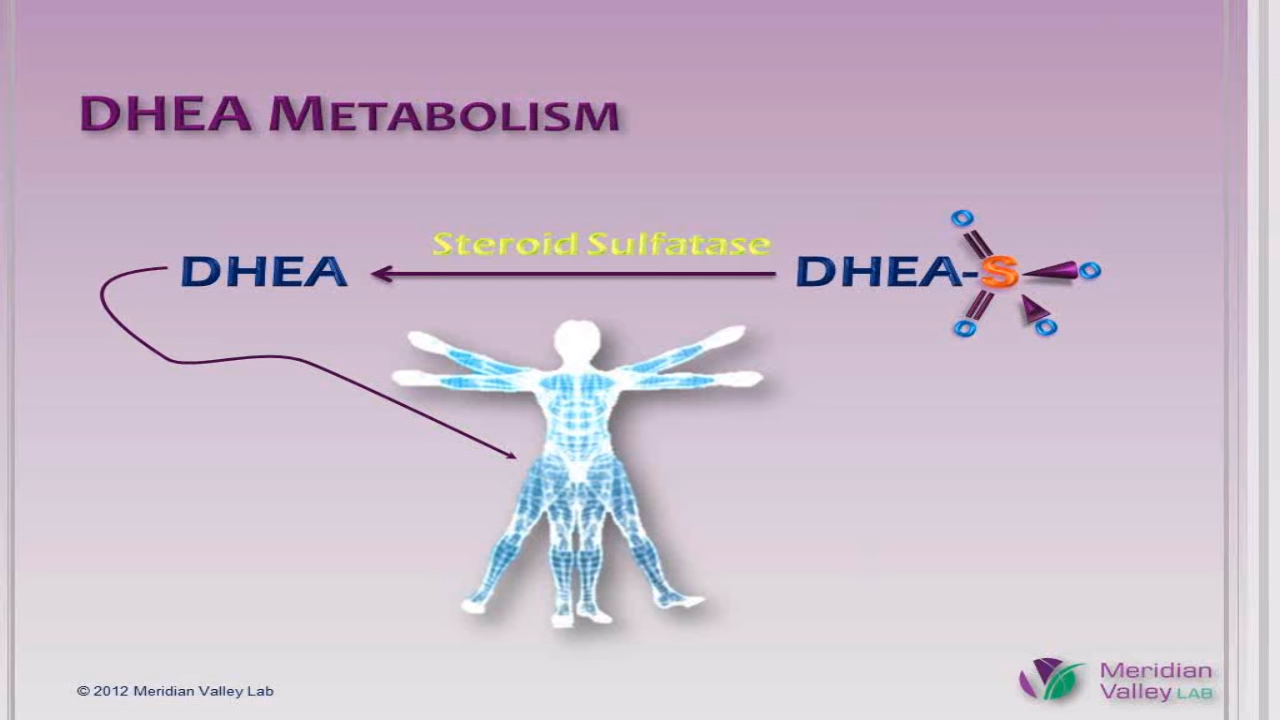 DHEA METABOLISM
Steroid Sulfatase
DHEA
DHEA-S
O
O
O
O
© 2012 Meridian Valley Lab
Meridian
Valley LAB